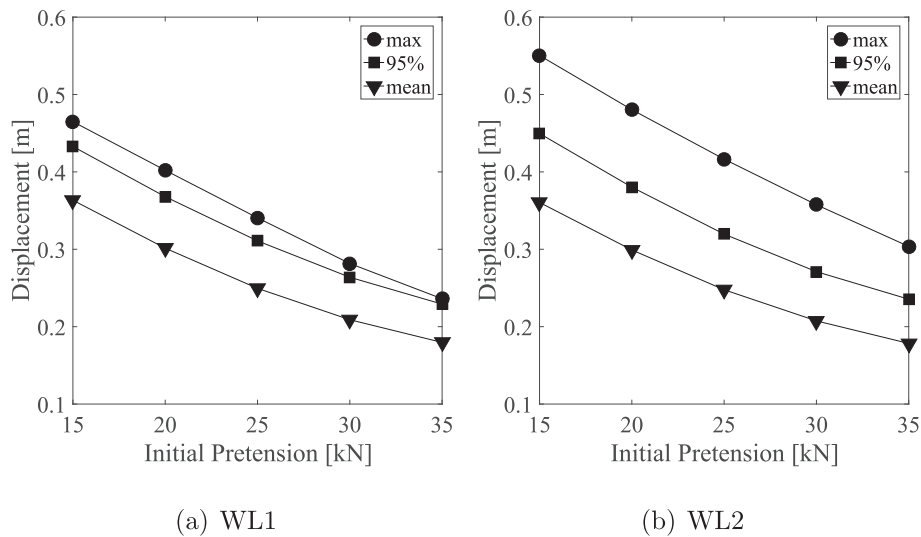 0.6
0.5
0.4
0.3
0.2
0.1
Displacement [m]
max
95%
mean
15 20 25 30 35
Initial Pretension [kN]
(a) WL1
0.6
0.5
0.4
0.3
0.2
0.1
Displacement [m]
max
95%
mean
15 20 25 30 35
Initial Pretension [kN]
(b) WL2